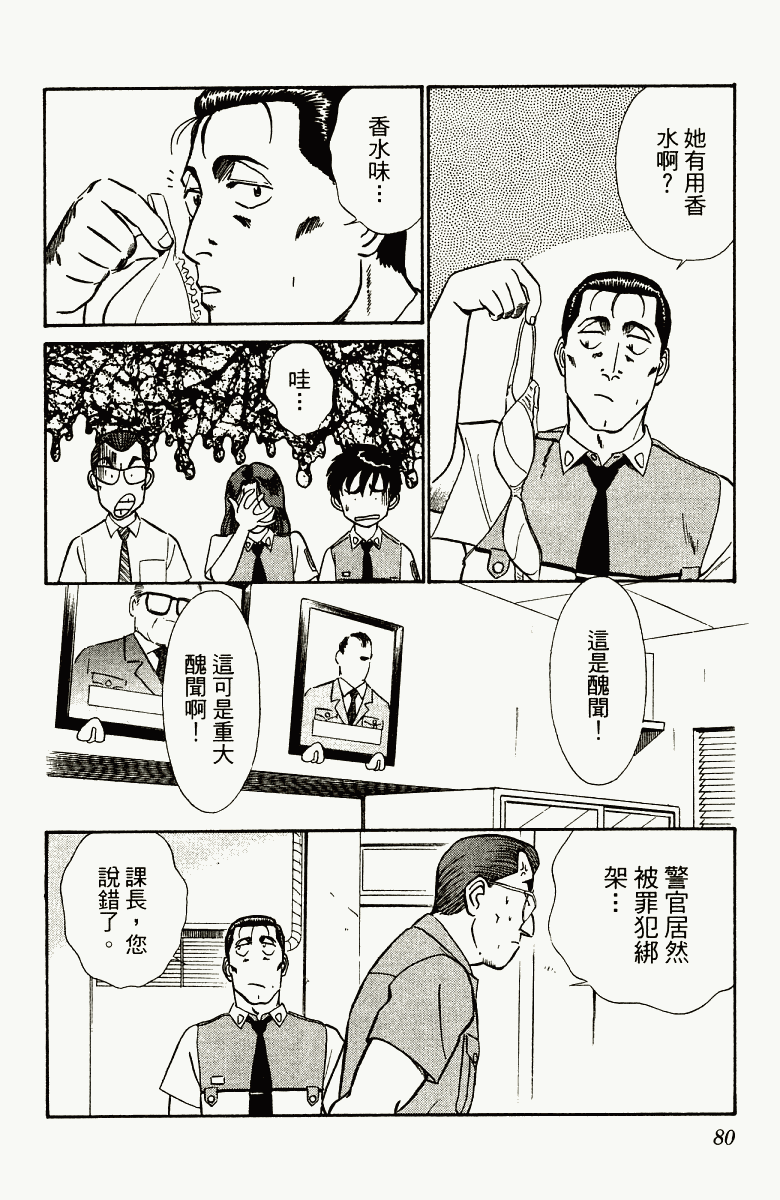 她有用香
水啊？
香水味…
哇…
這是醜聞！
這可是重大
醜聞啊！
警官居然
被罪犯綁
架…
課長，您
說錯了。
80